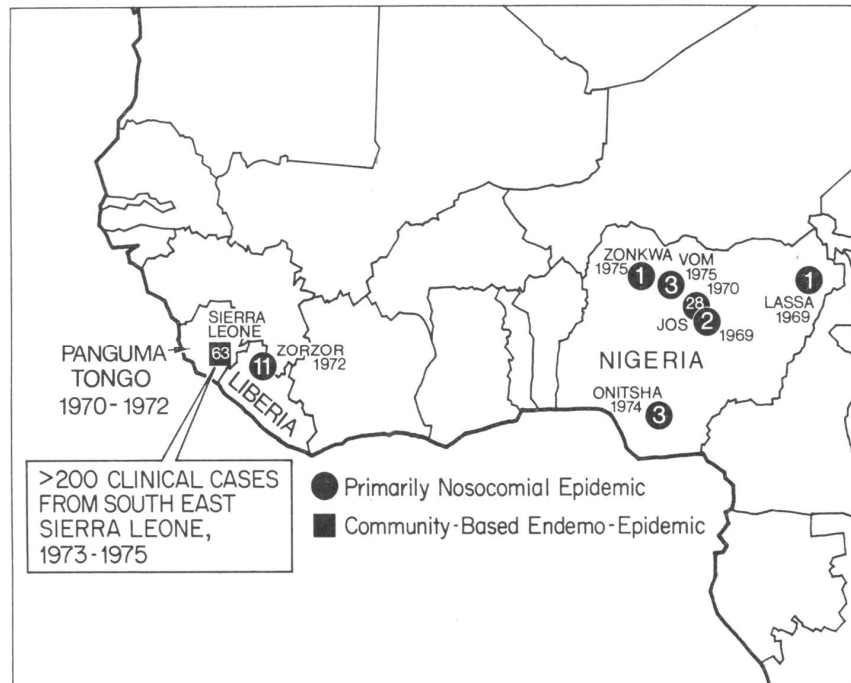 ZONKWA
1975
1
VOM
1975
3
1970
28
JOS
2
1969
1
LASSA
1969
NIGERIA
ONITSHA
1974
3
SIERRA
LEONE
63
PANGUMA
TONGO
1970-1972
ZORZOR
1972
11
LIBERIA
>200 CLINICAL CASES
FROM SOUTH EAST
SIERRA LEONE,
1973-1975
Primarily Nosocomial Epidemic
Community-Based Endemo-Epidemic